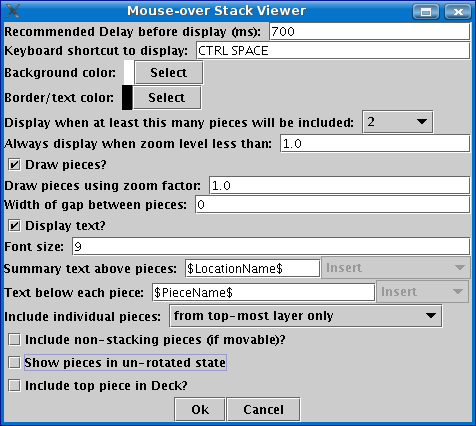 Mouse-over Stack Viewer
Recommended Delay before display (ms): 700
Keyboard shortcut to display: CTRL SPACE
Background color: Select
Border/text color: Select
Display when at least this many pieces will be included: 2
Always display when zoom level less than: 1.0
Draw pieces?
Draw pieces using zoom factor: 1.0
Width of gap between pieces: 0
Display text?
Font size: 9
Summary text above pieces: $LocationName$ Insert
Text below each piece: $PieceName$ Insert
Include individual pieces: from top-most layer only
Include non-stacking pieces (if movable)?
Show pieces in un-rotated state
Include top piece in Deck?
Ok Cancel